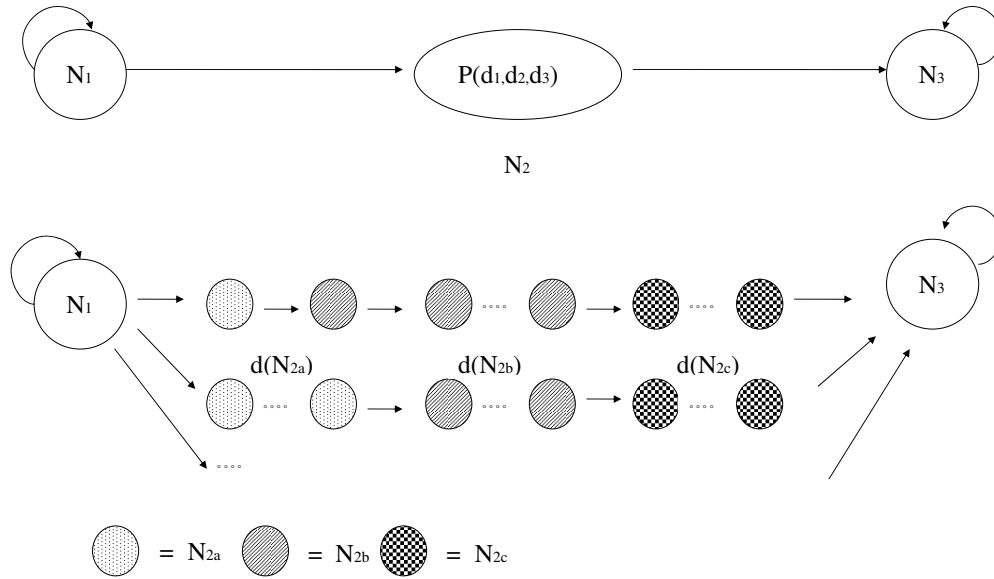 N1 P(d1,d2,d3) N3
N2
N1 N3
d(N2a) d(N2b) d(N2c)
= N2a = N2b = N2c